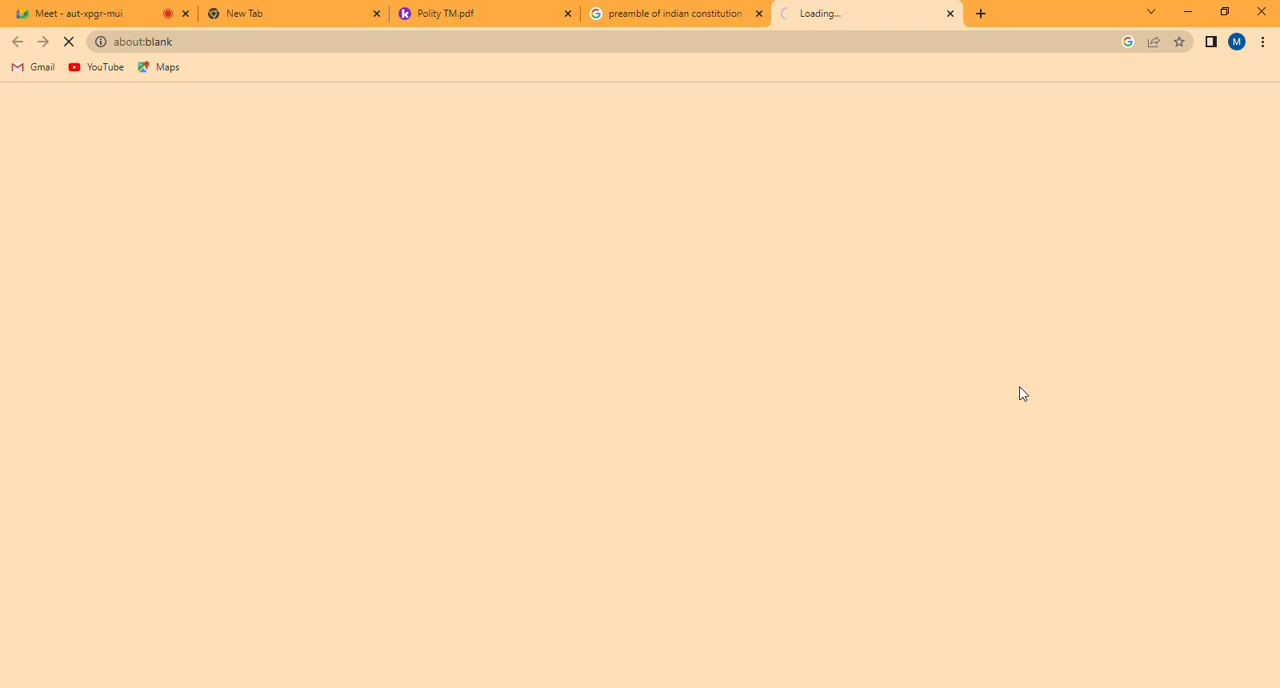 Meet - aut-xpgr-mui New Tab Polity TM.pdf preamble of indian constitution Loading...
about:blank M
Gmail YouTube Maps